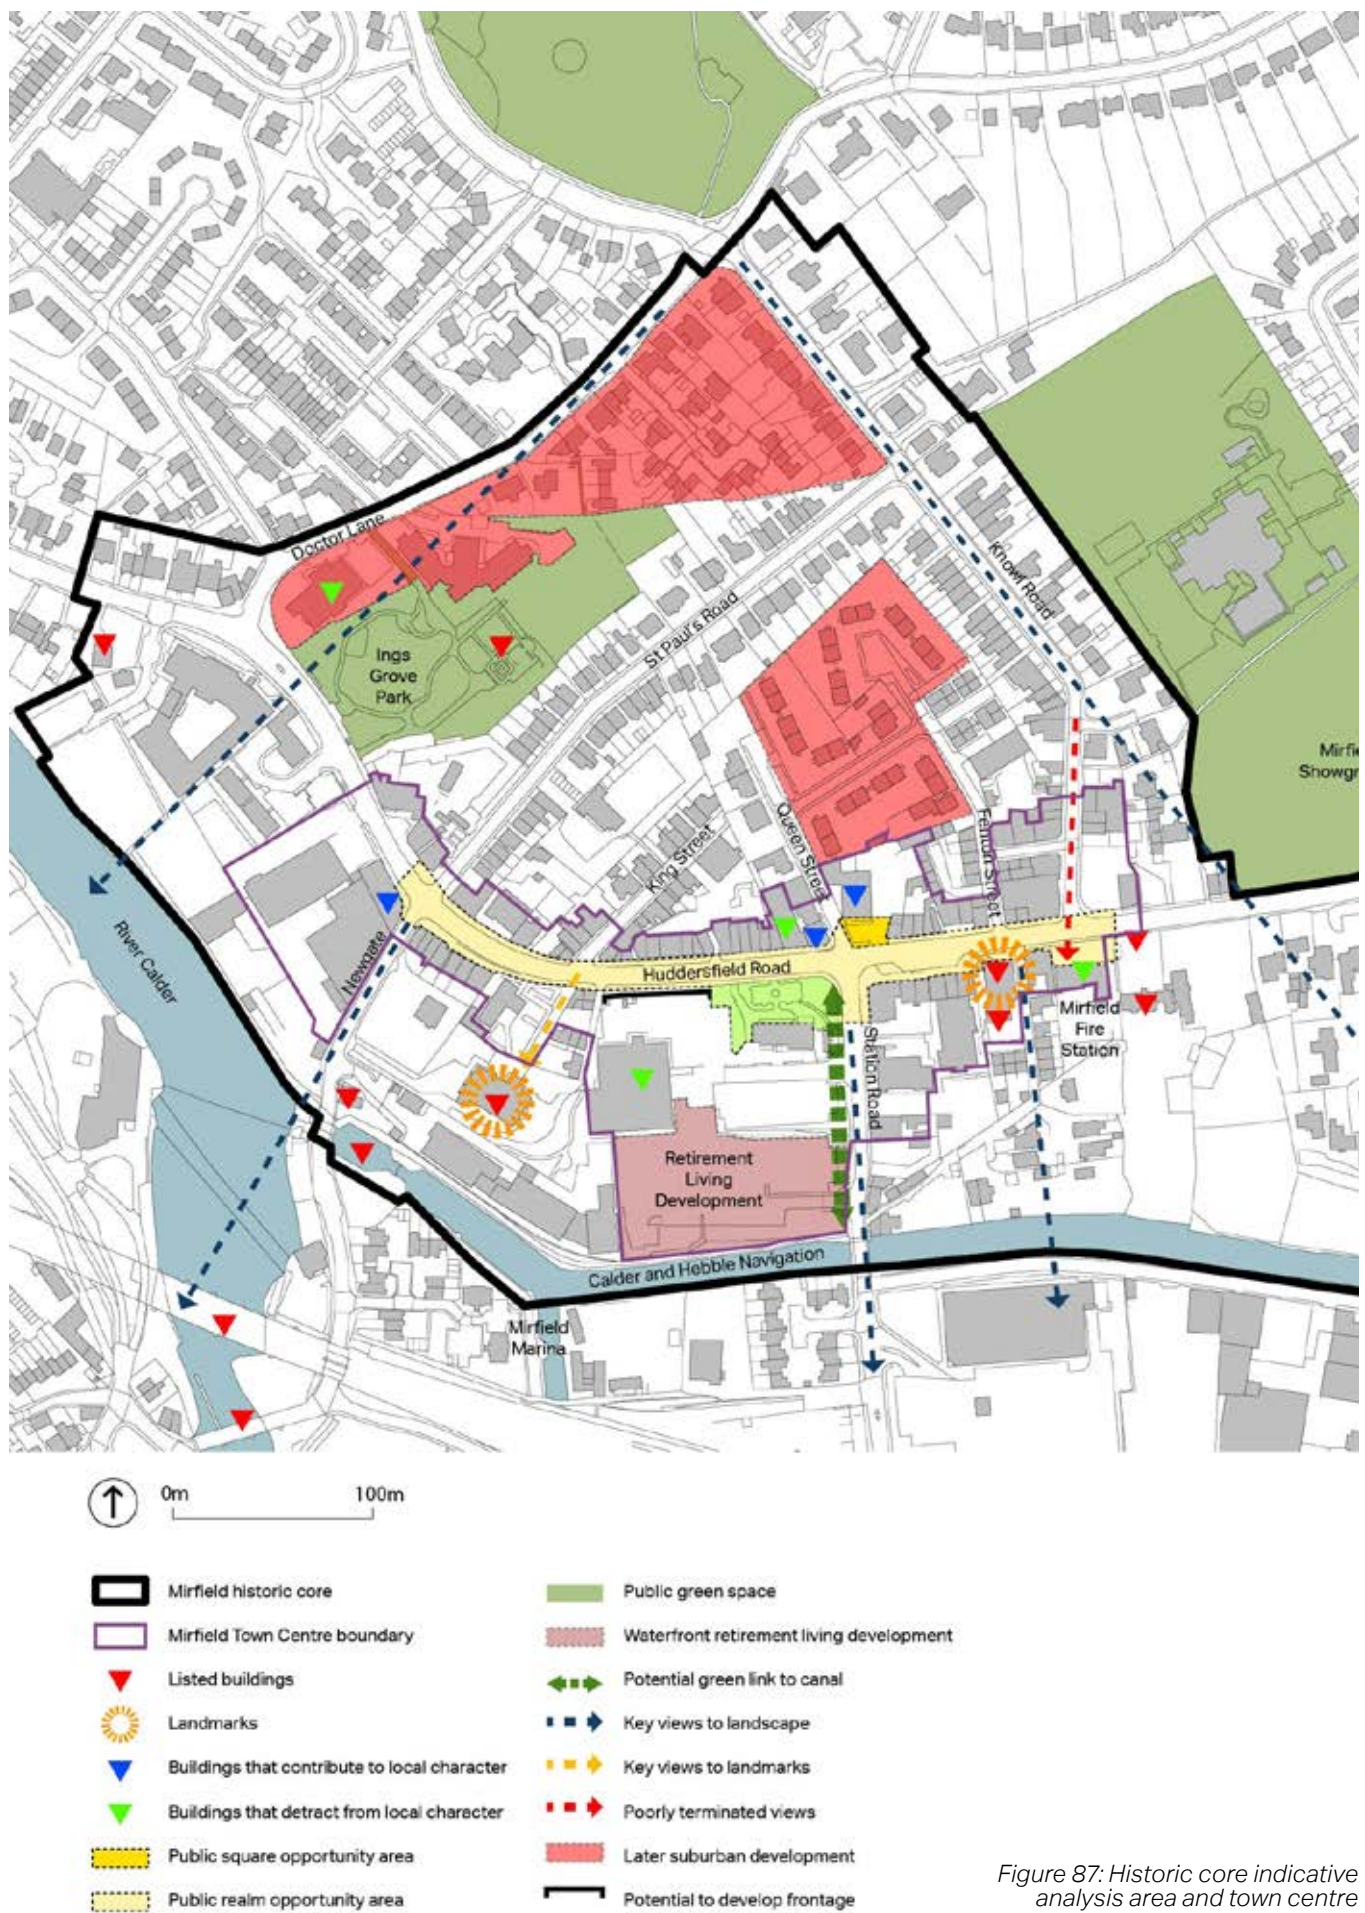 Doctor Lane
Knowl Road
St Paul's Road
Ings
Grove
Park
Mirfie
Showgr
Queen Street
Fenton Street
King Street
River Calder
Newgate
Huddersfield Road
Mirfield
Fire
Station
Station Road
Retirement
Living
Development
Calder and Hebble Navigation
Mirfield
Marina
0m 100m
Mirfield historic core
Mirfield Town Centre boundary
Listed buildings
Landmarks
Buildings that contribute to local character
Buildings that detract from local character
Public square opportunity area
Public realm opportunity area
Public green space
Waterfront retirement living development
Potential green link to canal
Key views to landscape
Key views to landmarks
Poorly terminated views
Later suburban development
Potential to develop frontage
Figure 87: Historic core indicative
analysis area and town centre